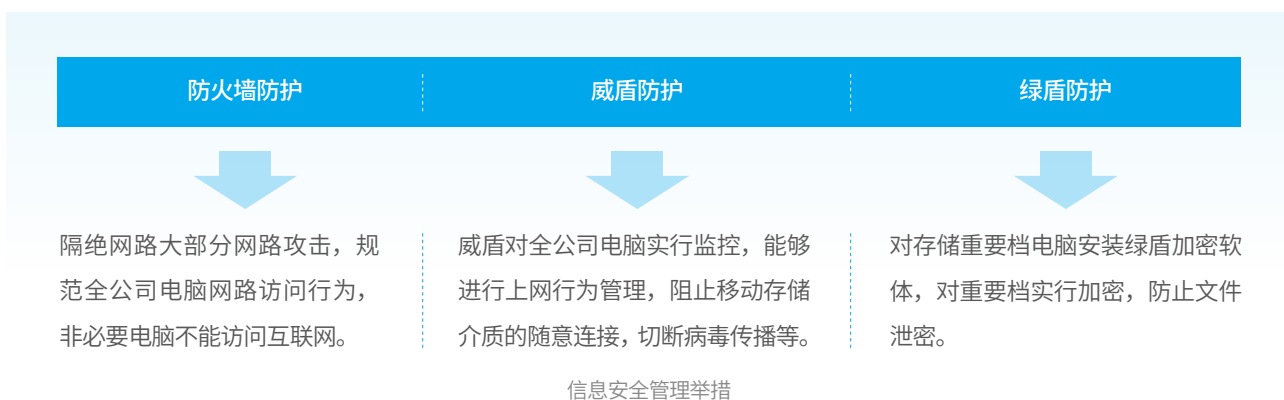 防火墙防护
威盾防护
绿盾防护
隔绝网路大部分网路攻击，规
范全公司电脑网路访问行为，
非必要电脑不能访问互联网。
威盾对全公司电脑实行监控，能够
进行上网行为管理，阻止移动存储
介质的随意连接，切断病毒传播等。
对存储重要档电脑安装绿盾加密软
体，对重要档实行加密，防止文件
泄密。
信息安全管理举措